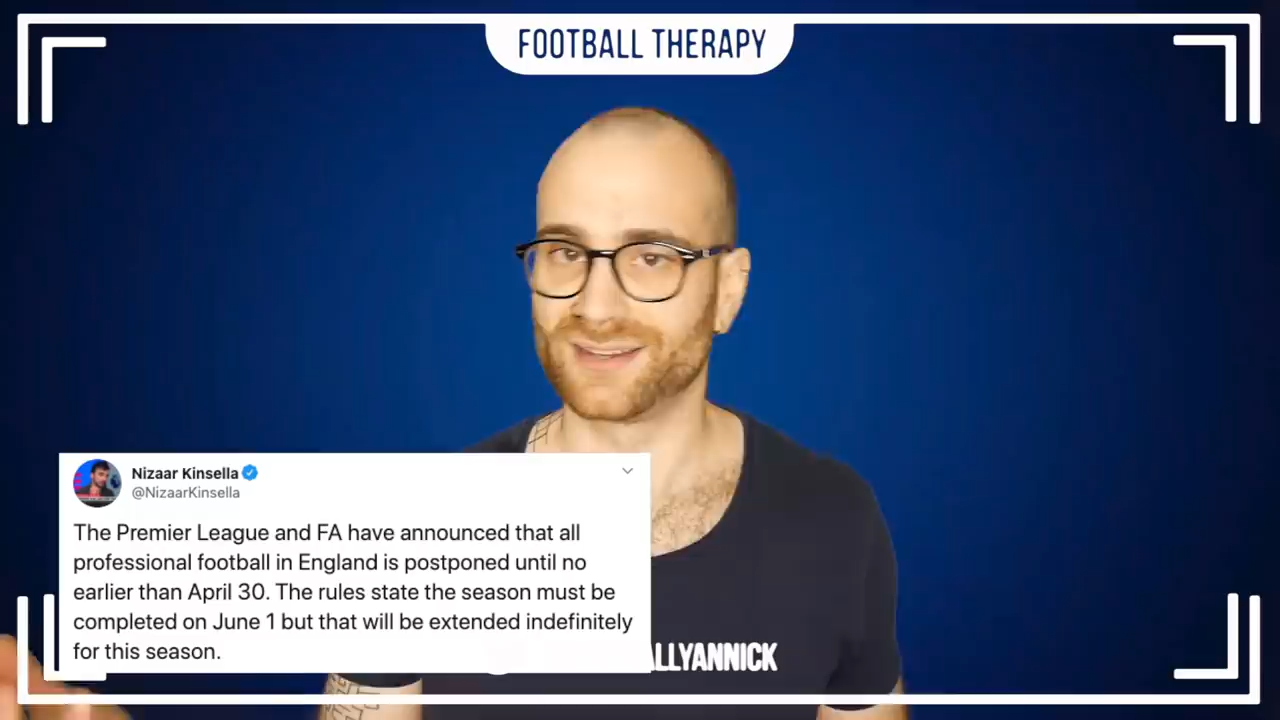 FOOTBALL THERAPY
Nizaar Kinsella
@NizaarKinsella
The Premier League and FA have announced that all
professional football in England is postponed until no
earlier than April 30. The rules state the season must be
completed on June 1 but that will be extended indefinitely
for this season.
ALLYANNICK